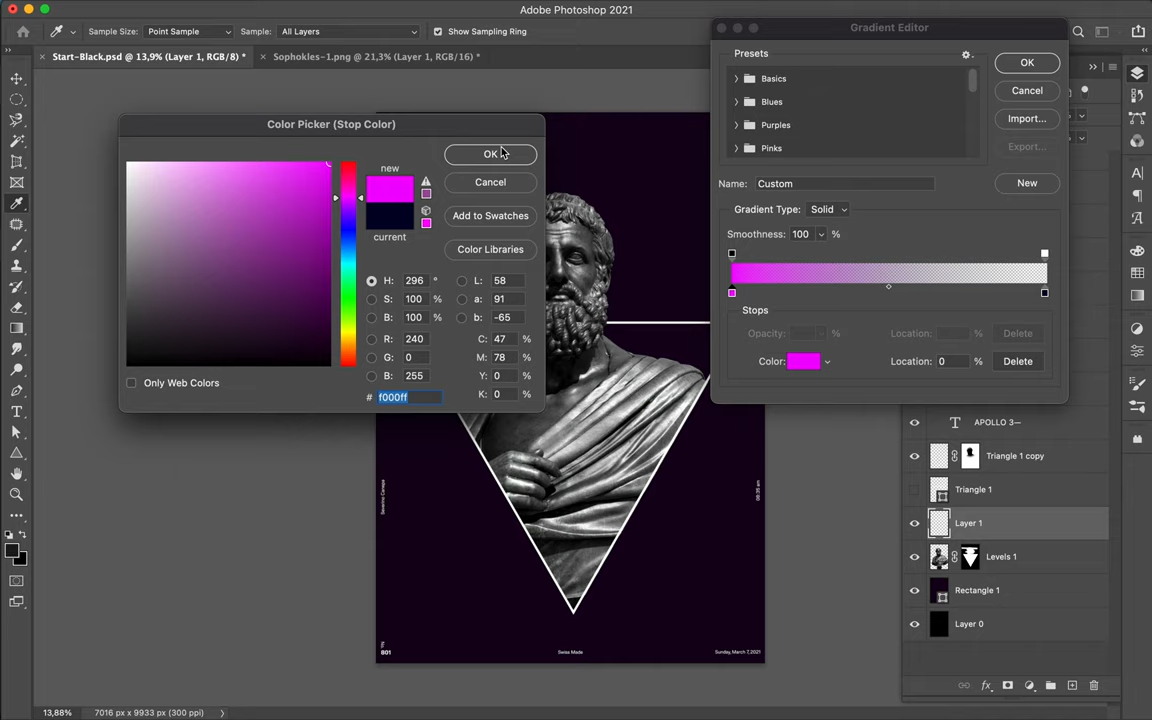 Adobe Photoshop 2021
Sample Size: Point Sample Sample: All Layers Show Sampling Ring
Start-Black.psd @ 13,9% (Layer 1, RGB/8) *
Sophokles-1.png @ 21,3% (Layer 1, RGB/16) *
Color Picker (Stop Color)
new
current
OK
Cancel
Add to Swatches
Color Libraries
H: 296 °
S: 100 %
B: 100 %
R: 240
G: 0
B: 255
# f000ff
L: 58
a: 91
b: -65
C: 47 %
M: 78 %
Y: 0 %
K: 0 %
Only Web Colors
Gradient Editor
Presets
Basics
Blues
Purples
Pinks
OK
Cancel
Import...
Export...
Name: Custom
New
Gradient Type: Solid
Smoothness: 100 %
Stops
Opacity: % Location: % Delete
Color: Location: 0 % Delete
APOLLO 3—
Triangle 1 copy
Triangle 1
Layer 1
Levels 1
Rectangle 1
Layer 0
Severino Canepa
08:35 am
801
Swiss Made
Sunday, March 7, 2021
13,88% 7016 px x 9933 px (300 ppi)